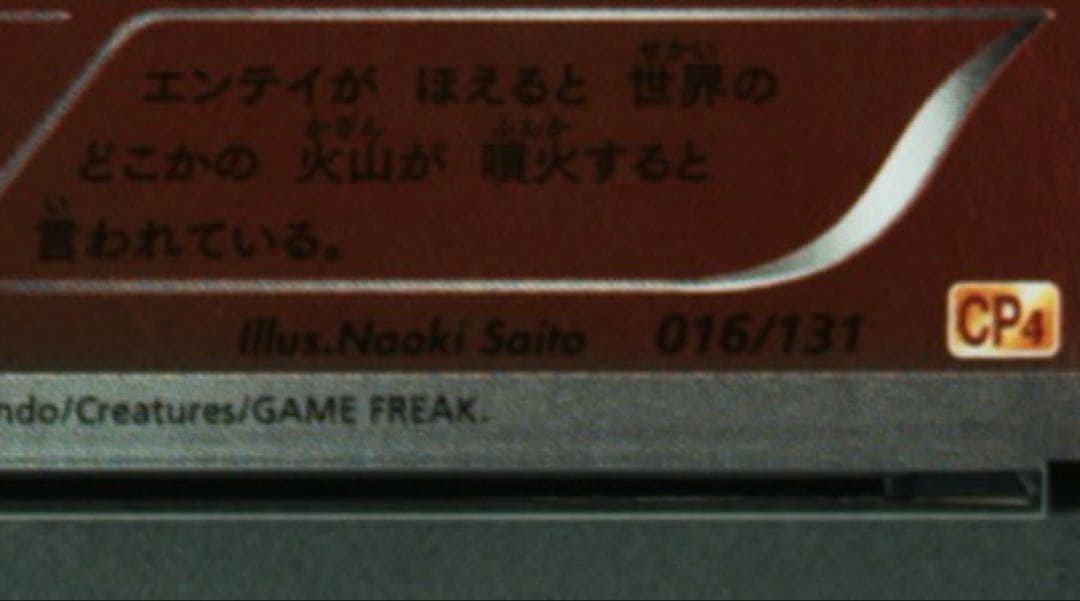 エンテイが ほえると 世界の
どこかの 火山が 噴火すると
言われている。
Illus.Naoki Saito 016/131 CP4
ndo/Creatures/GAME FREAK.